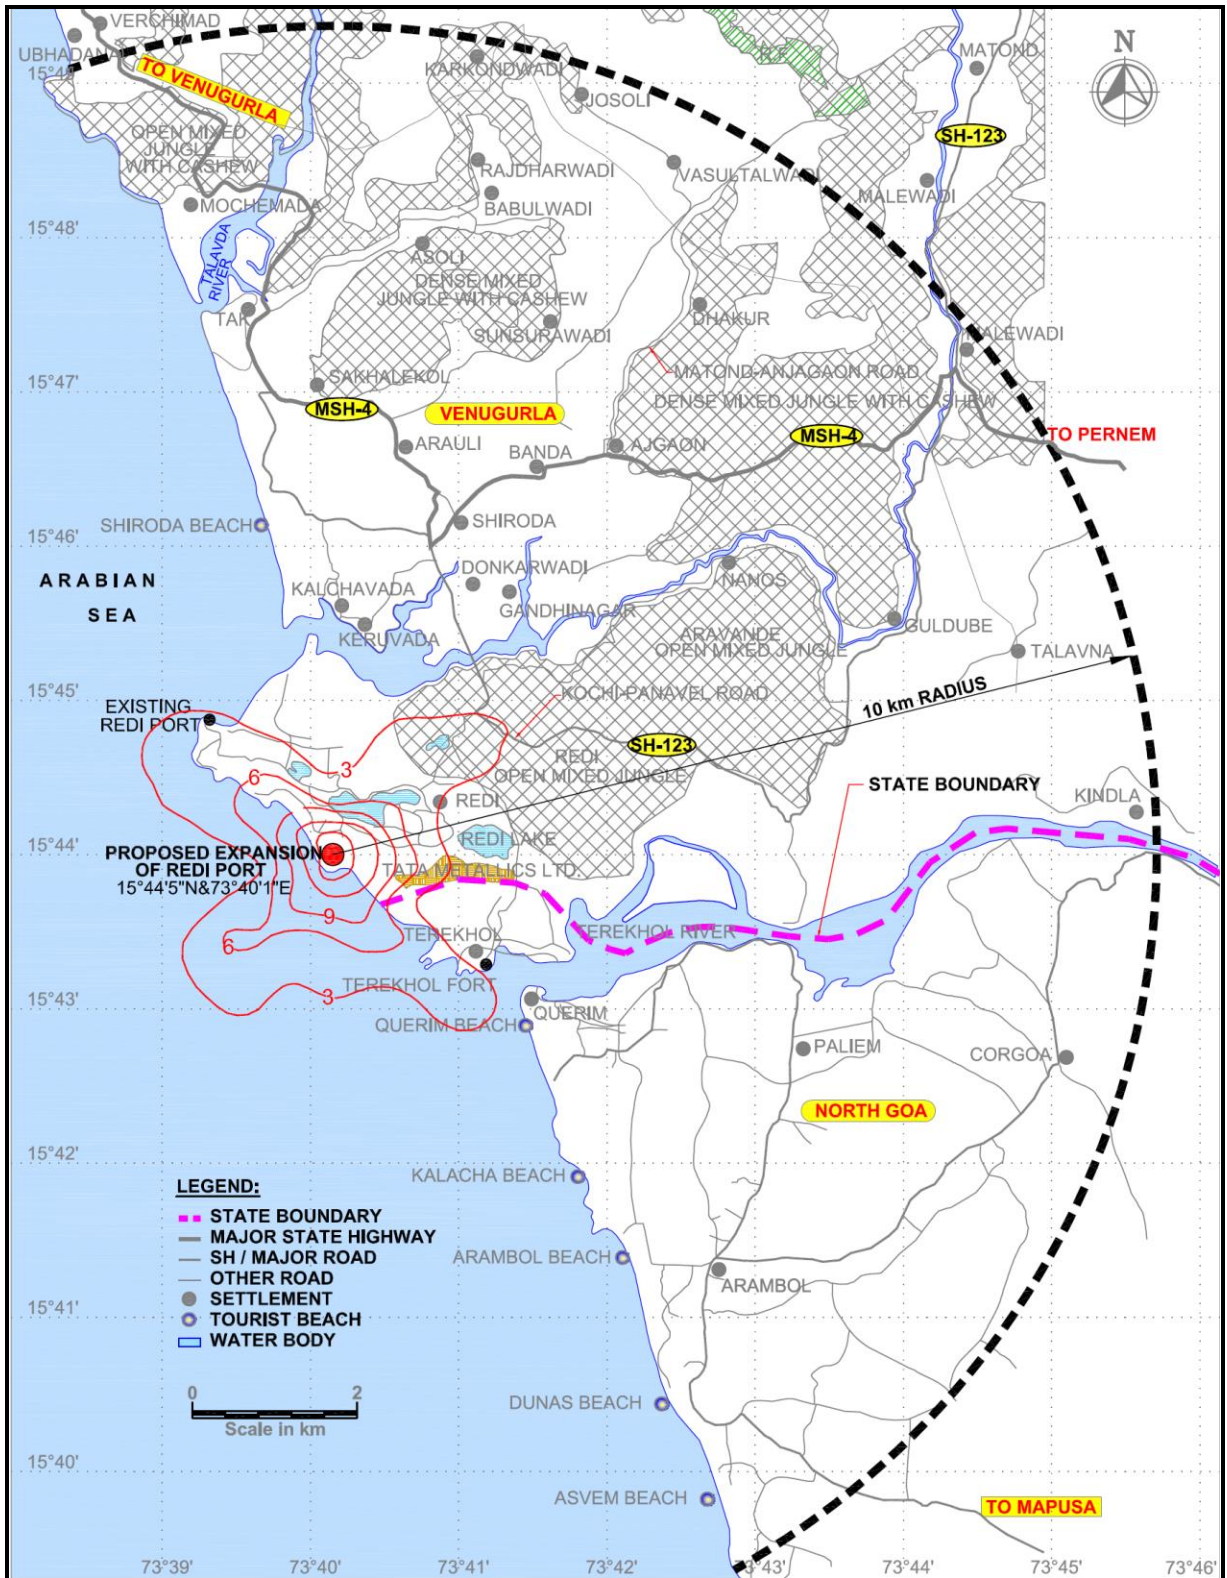 VERCHIMAD
UBHADANA
MATOND
N
KARKONDWADI
R.F.
15°49'
TO VENUGURLA
JOSOLI
OPEN MIXED
JUNGLE
WITH CASHEW
SH-123
RAJDHARWADI
VASULTALWADI
MALEWADI
MOCHEMADA
BABULWADI
15°48'
ASOLI
TALAVDA
RIVER
DENSE MIXED
JUNGLE WITH CASHEW
TAK
SUNSURAWADI
DHAKUR
MALEWADI
15°47'
SAKHALEKOL
MATOND-ANJAGAON ROAD
DENSE MIXED JUNGLE WITH CASHEW
MSH-4
VENUGURLA
MSH-4
TO PERNEM
ARAULI
BANDA
AJGAON
SHIRODA BEACH
SHIRODA
15°46'
ARABIAN
SEA
DONKARWADI
NANOS
KALCHAVADA
GANDHINAGAR
KERUVADA
GULDUBE
ARAVANDE
OPEN MIXED JUNGLE
TALAVNA
15°45'
KOCHI-PANAVEL ROAD
10 km RADIUS
EXISTING
REDI PORT
SH-123
REDI
OPEN MIXED JUNGLE
3
6
STATE BOUNDARY
KINDLA
REDI
15°44'
REDI LAKE
PROPOSED EXPANSION
OF REDI PORT
15°44'5"N&73°40'1"E
TATA METALLICS LTD.
9
6
TEREKHOL
TEREKHOL RIVER
TEREKHOL FORT
3
15°43'
QUERIM
QUERIM BEACH
PALIEM
CORGOA
NORTH GOA
15°42'
KALACHA BEACH
LEGEND:
STATE BOUNDARY
MAJOR STATE HIGHWAY
SH / MAJOR ROAD
OTHER ROAD
SETTLEMENT
TOURIST BEACH
WATER BODY
ARAMBOL BEACH
ARAMBOL
15°41'
0 2
Scale in km
DUNAS BEACH
15°40'
ASVEM BEACH
TO MAPUSA
73°39' 73°40' 73°41' 73°42' 73°43' 73°44' 73°45' 73°46'